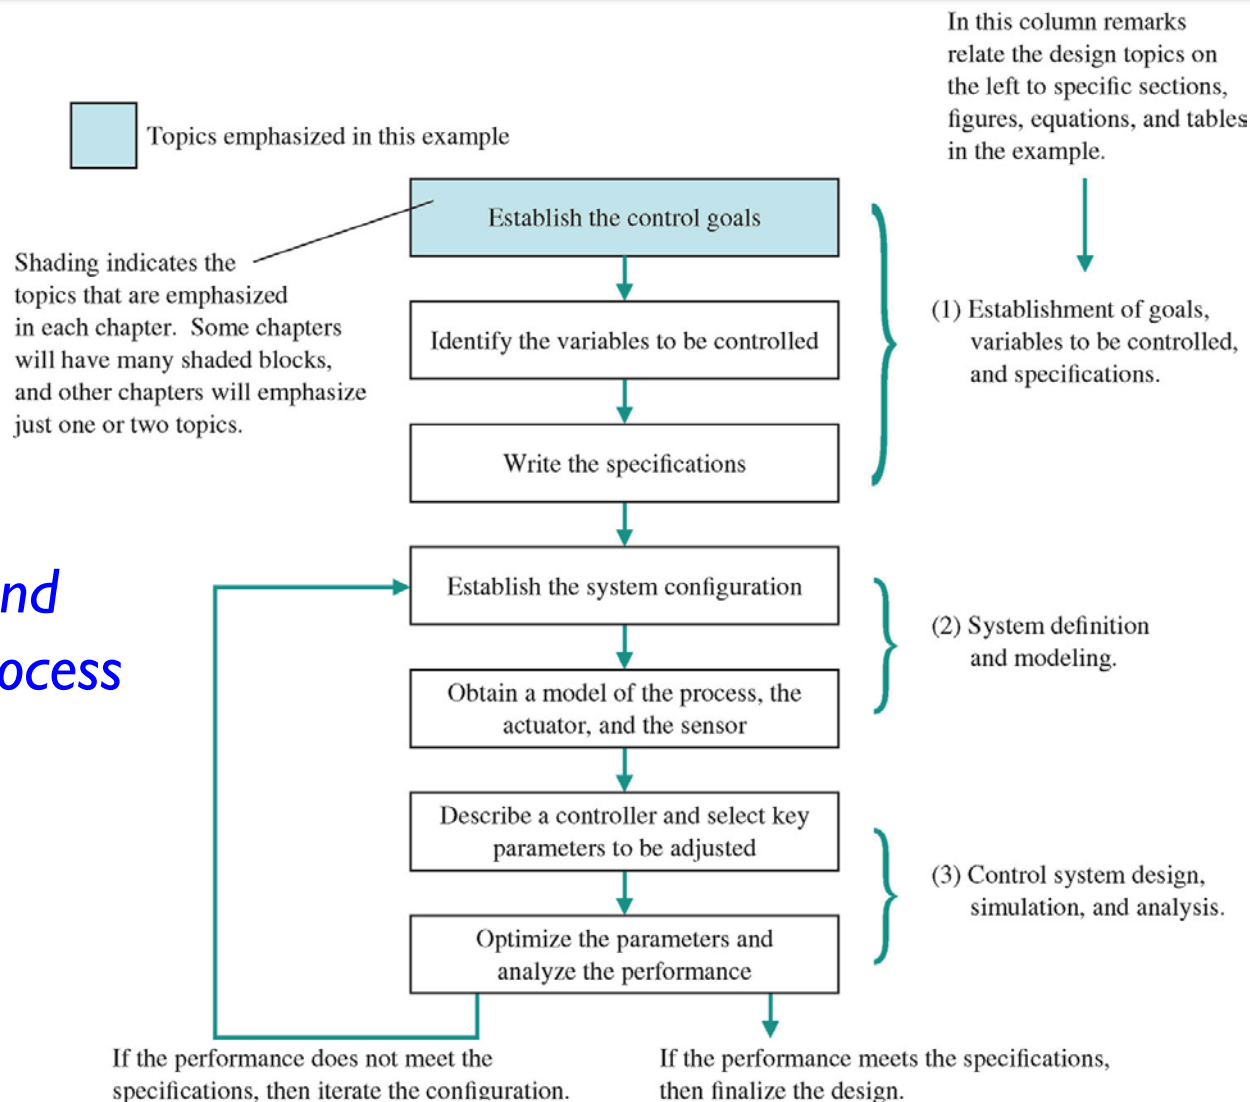 In this column remarks
relate the design topics on
the left to specific sections,
figures, equations, and tables
in the example.
Topics emphasized in this example
Establish the control goals
Shading indicates the
topics that are emphasized
in each chapter. Some chapters
will have many shaded blocks,
and other chapters will emphasize
just one or two topics.
Identify the variables to be controlled
(1) Establishment of goals,
variables to be controlled,
and specifications.
Write the specifications
nd
ocess
Establish the system configuration
(2) System definition
and modeling.
Obtain a model of the process, the
actuator, and the sensor
Describe a controller and select key
parameters to be adjusted
(3) Control system design,
simulation, and analysis.
Optimize the parameters and
analyze the performance
If the performance does not meet the
specifications, then iterate the configuration.
If the performance meets the specifications,
then finalize the design.